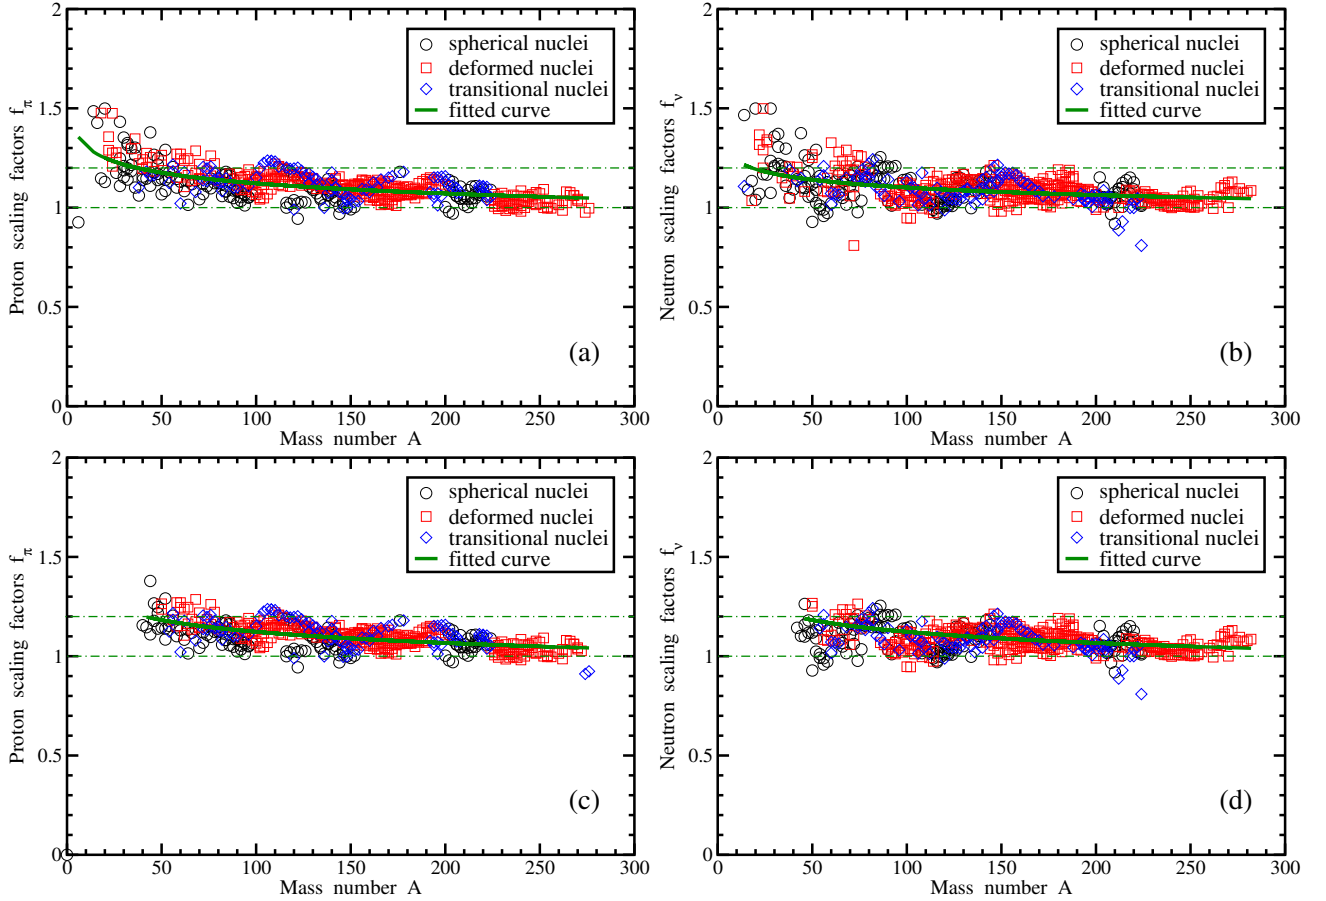 2
1.5
1
0.5
0
Proton scaling factors f_π
spherical nuclei
deformed nuclei
transitional nuclei
fitted curve
(a)
0 50 100 150 200 250 300
Mass number A
2
1.5
1
0.5
0
Neutron scaling factors f_ν
spherical nuclei
deformed nuclei
transitional nuclei
fitted curve
(b)
0 50 100 150 200 250 300
Mass number A
2
1.5
1
0.5
0
Proton scaling factors f_π
spherical nuclei
deformed nuclei
transitional nuclei
fitted curve
(c)
0 50 100 150 200 250 300
Mass number A
2
1.5
1
0.5
0
Neutron scaling factors f_ν
spherical nuclei
deformed nuclei
transitional nuclei
fitted curve
(d)
0 50 100 150 200 250 300
Mass number A